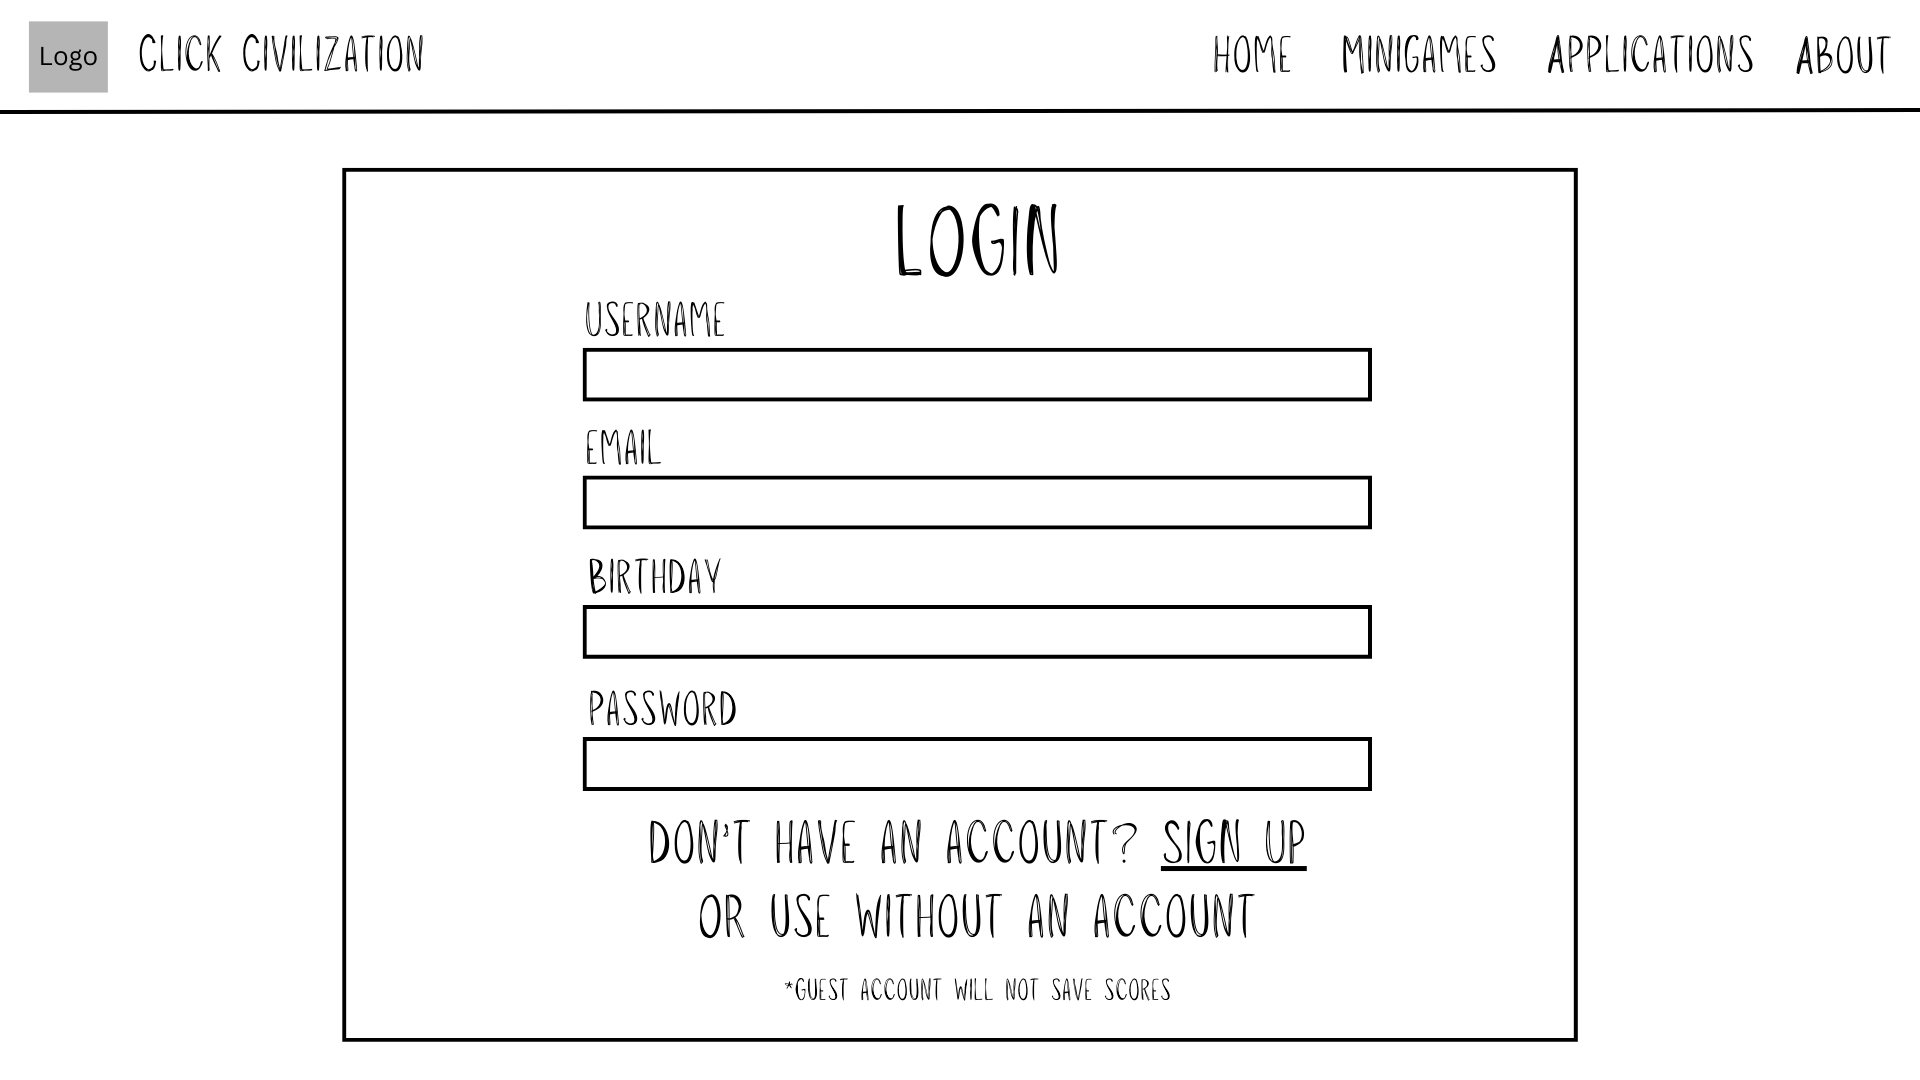 Logo CLICK CIVILIZATION HOME MINIGAMES APPLICATIONS ABOUT
LOGIN
USERNAME
EMAIL
BIRTHDAY
PASSWORD
DON'T HAVE AN ACCOUNT? SIGN UP
OR USE WITHOUT AN ACCOUNT
*GUEST ACCOUNT WILL NOT SAVE SCORES